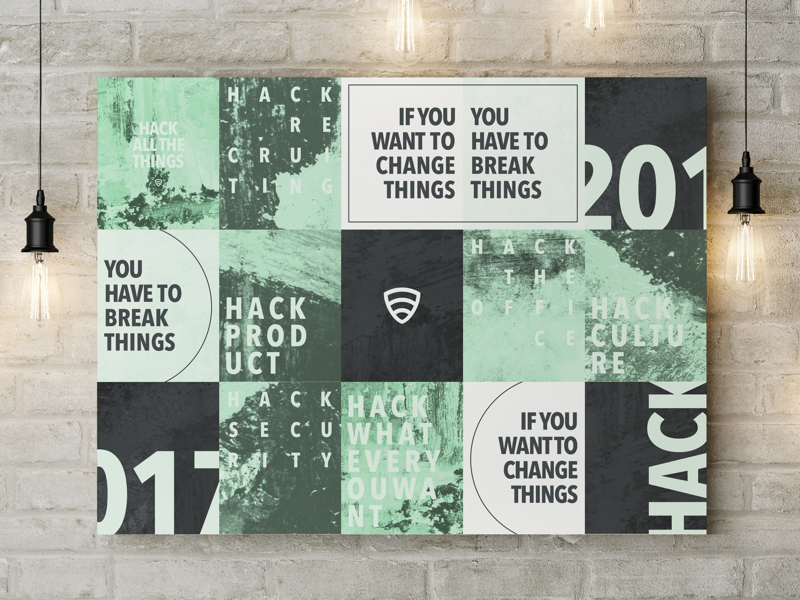 HACK
ALL THE
THINGS
H A C K
R E
C R U I
T I N G
IF YOU
WANT TO
CHANGE
THINGS
YOU
HAVE TO
BREAK
THINGS
201
YOU
HAVE TO
BREAK
THINGS
HACK
PROD
UCT
H A C K
T H E
O F F I
C E
HACK
CULTU
RE
017
H A C K
S E C U
R I T Y
HACK
WHAT
EVERY
OUWA
NT
IF YOU
WANT TO
CHANGE
THINGS
HACK